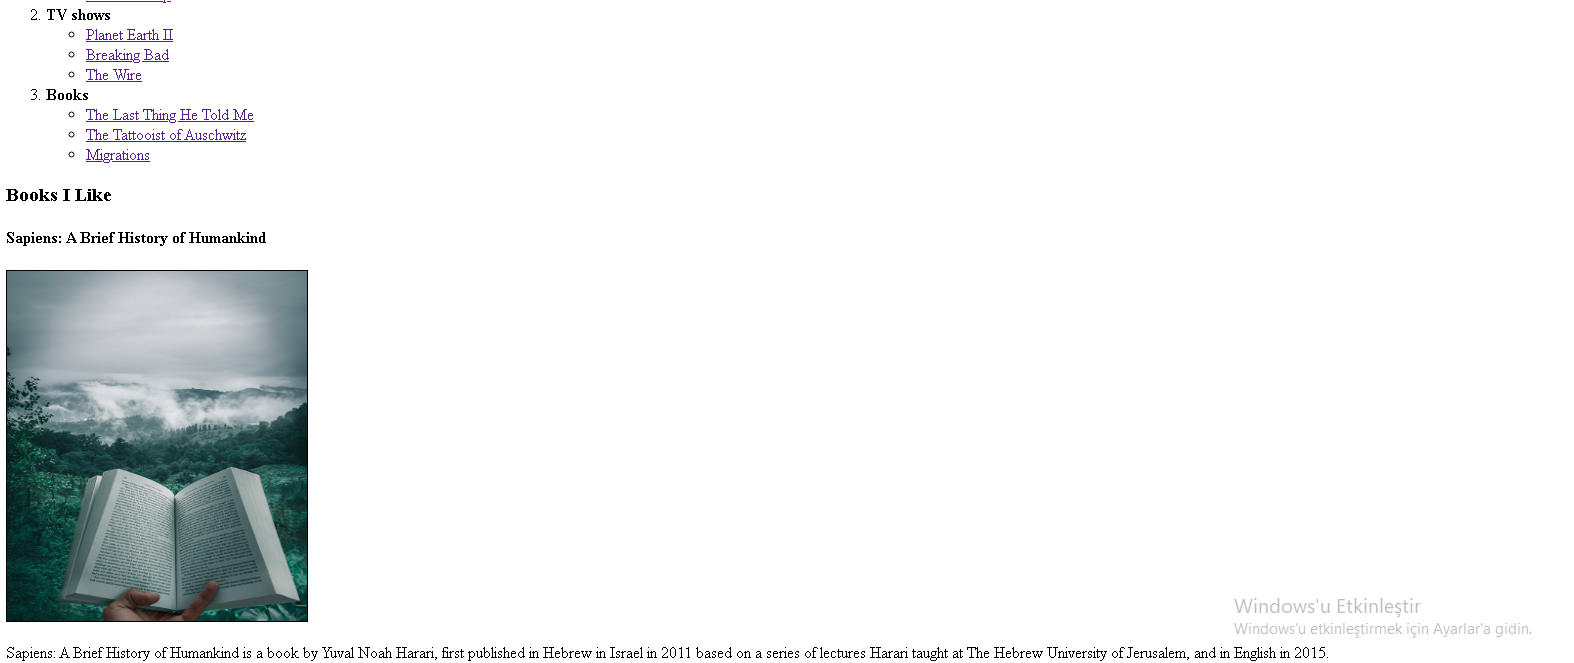 2. TV shows
Planet Earth II
Breaking Bad
The Wire
3. Books
The Last Thing He Told Me
The Tattooist of Auschwitz
Migrations
Books I Like
Sapiens: A Brief History of Humankind
Windows'u Etkinleştir
Windows'u etkinleştirmek için Ayarlar'a gidin.
Sapiens: A Brief History of Humankind is a book by Yuval Noah Harari, first published in Hebrew in Israel in 2011 based on a series of lectures Harari taught at The Hebrew University of Jerusalem, and in English in 2015.